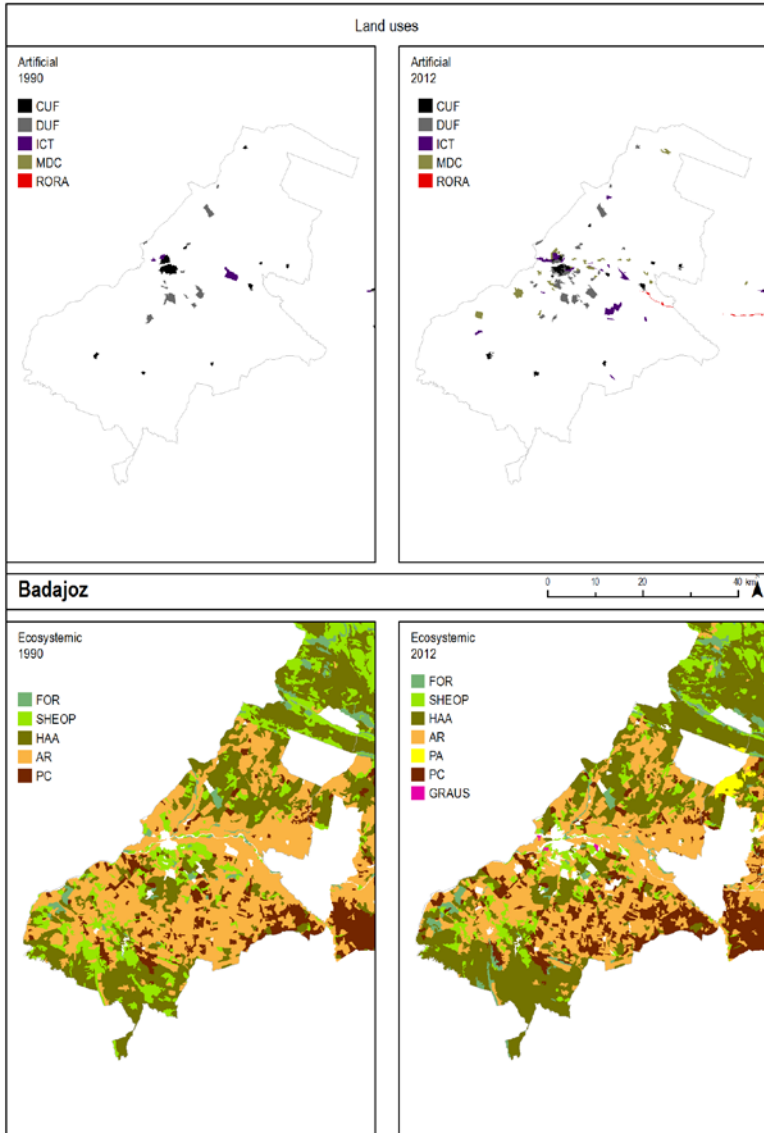 Land uses
Artificial
1990
CUF
DUF
ICT
MDC
RORA
Artificial
2012
CUF
DUF
ICT
MDC
RORA
Badajoz
0 10 20 40 km
Ecosystemic
1990
FOR
SHEOP
HAA
AR
PC
Ecosystemic
2012
FOR
SHEOP
HAA
AR
PA
PC
GRAUS